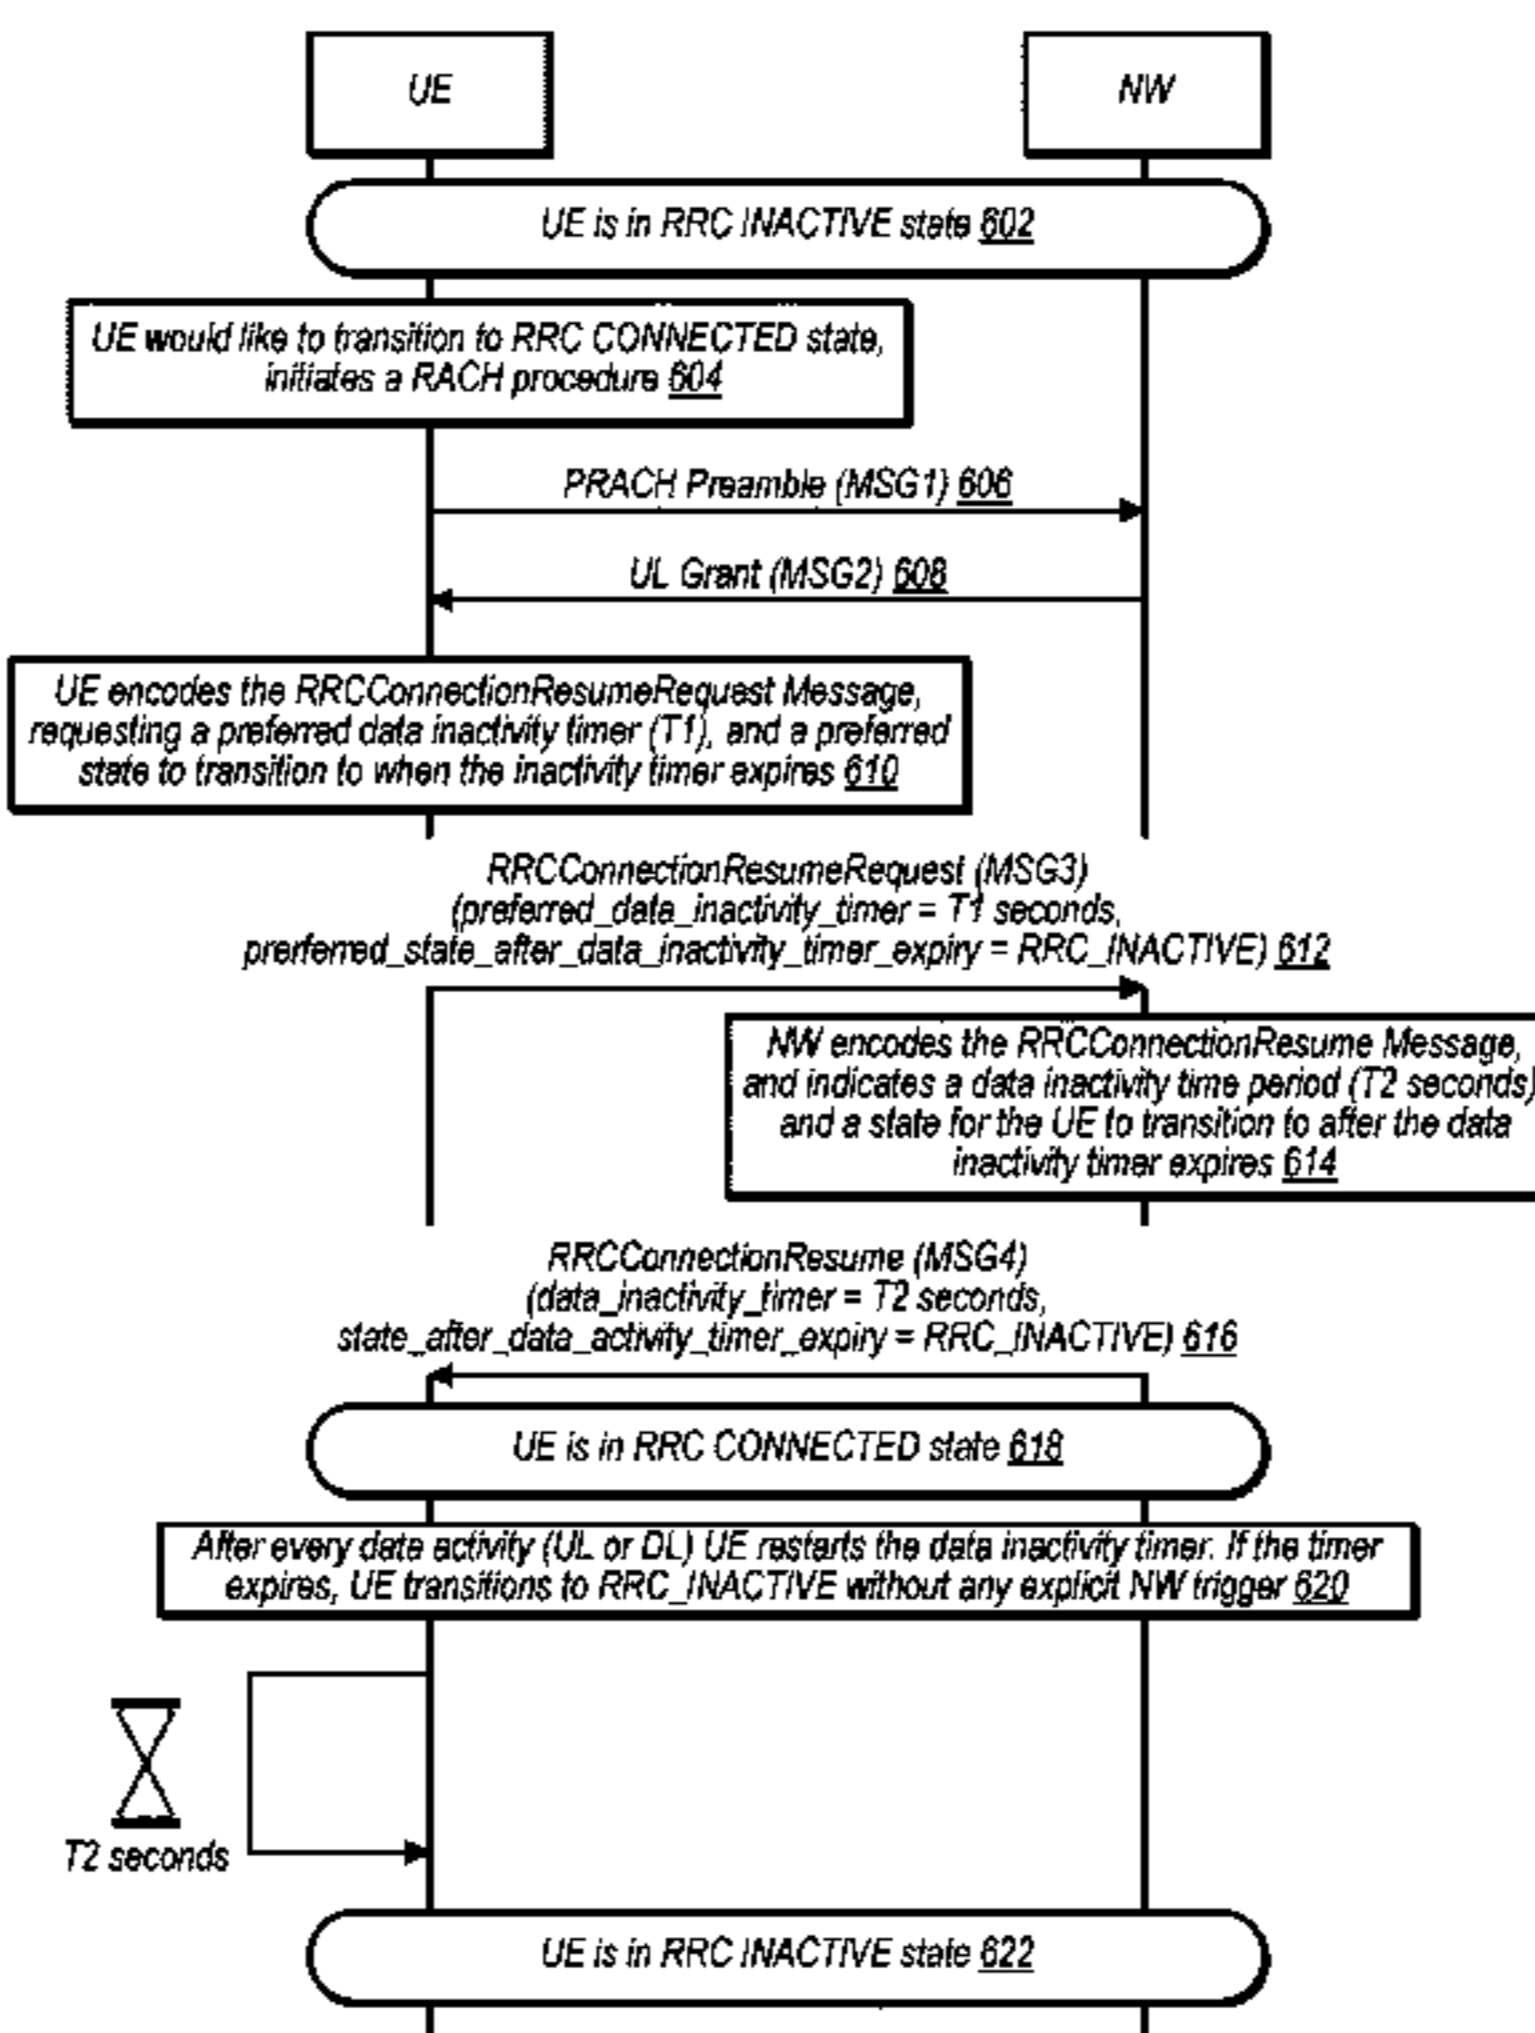 UE
NW
UE is in RRC INACTIVE state 602
UE would like to transition to RRC CONNECTED state,
initiates a RACH procedure 604
PRACH Preamble (MSG1) 606
UL Grant (MSG2) 608
UE encodes the RRCConnectionResumeRequest Message,
requesting a preferred data inactivity timer (T1), and a preferred
state to transition to when the inactivity timer expires 610
RRCConnectionResumeRequest (MSG3)
(preferred_data_inactivity_timer = T1 seconds,
prerferred_state_after_data_inactivity_timer_expiry = RRC_INACTIVE) 612
NW encodes the RRCConnectionResume Message,
and indicates a data inactivity time period (T2 seconds)
and a state for the UE to transition to after the data
inactivity timer expires 614
RRCConnectionResume (MSG4)
(data_inactivity_timer = T2 seconds,
state_after_data_activity_timer_expiry = RRC_INACTIVE) 616
UE is in RRC CONNECTED state 618
After every data activity (UL or DL) UE restarts the data inactivity timer. If the timer
expires, UE transitions to RRC_INACTIVE without any explicit NW trigger 620
T2 seconds
UE is in RRC INACTIVE state 622